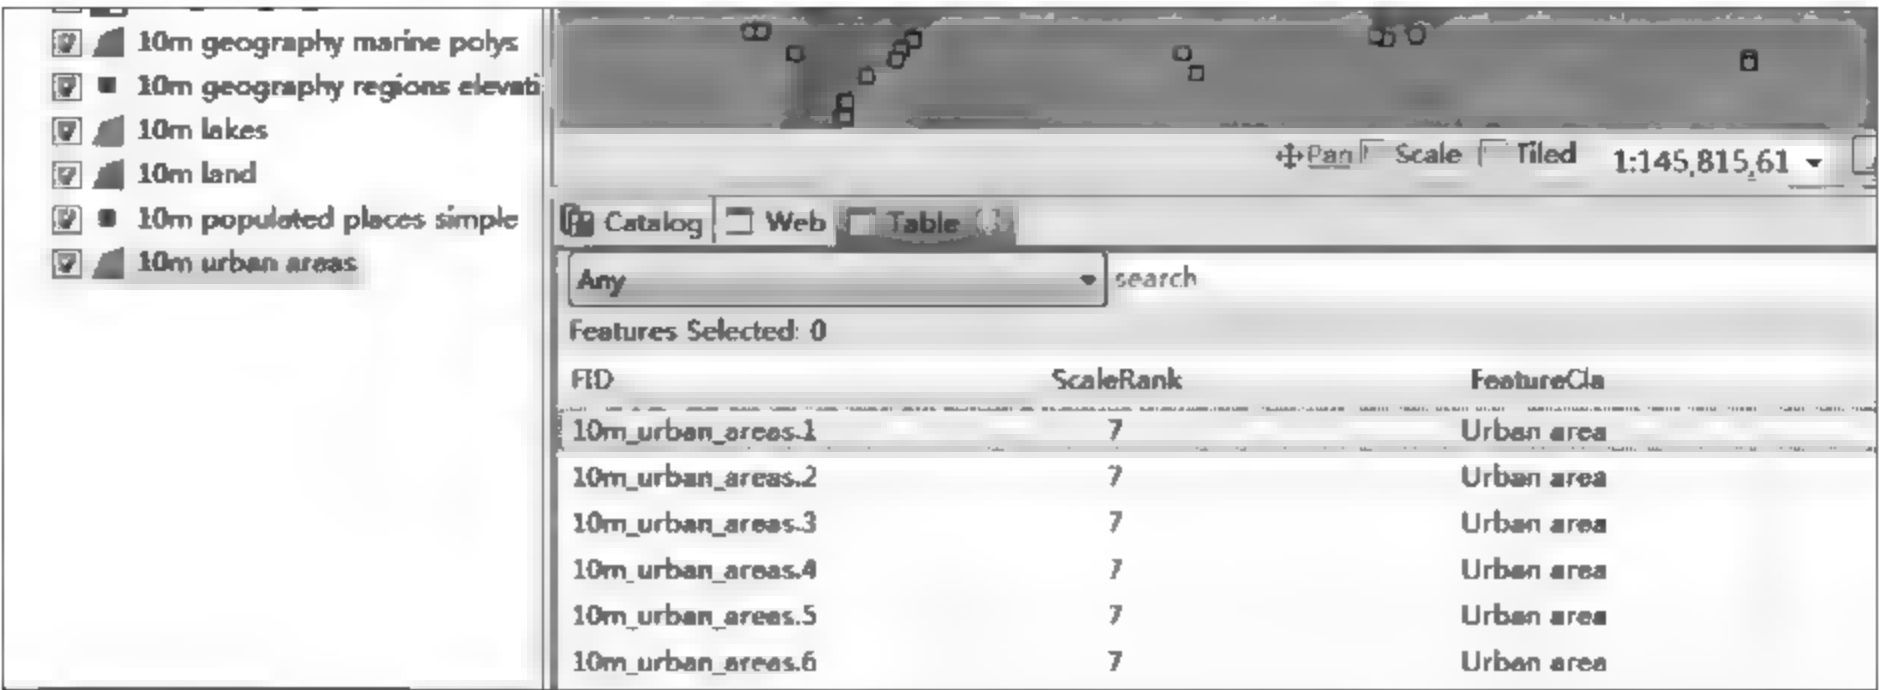 10m geography marine polys
10m geography regions elevati
10m lakes
10m land
10m populated places simple
10m urban areas
Pan Scale Tiled 1:145,815,61
Catalog Web Table
Any search
Features Selected: 0
FID ScaleRank FeatureCla
10m_urban_areas.1 7 Urban area
10m_urban_areas.2 7 Urban area
10m_urban_areas.3 7 Urban area
10m_urban_areas.4 7 Urban area
10m_urban_areas.5 7 Urban area
10m_urban_areas.6 7 Urban area